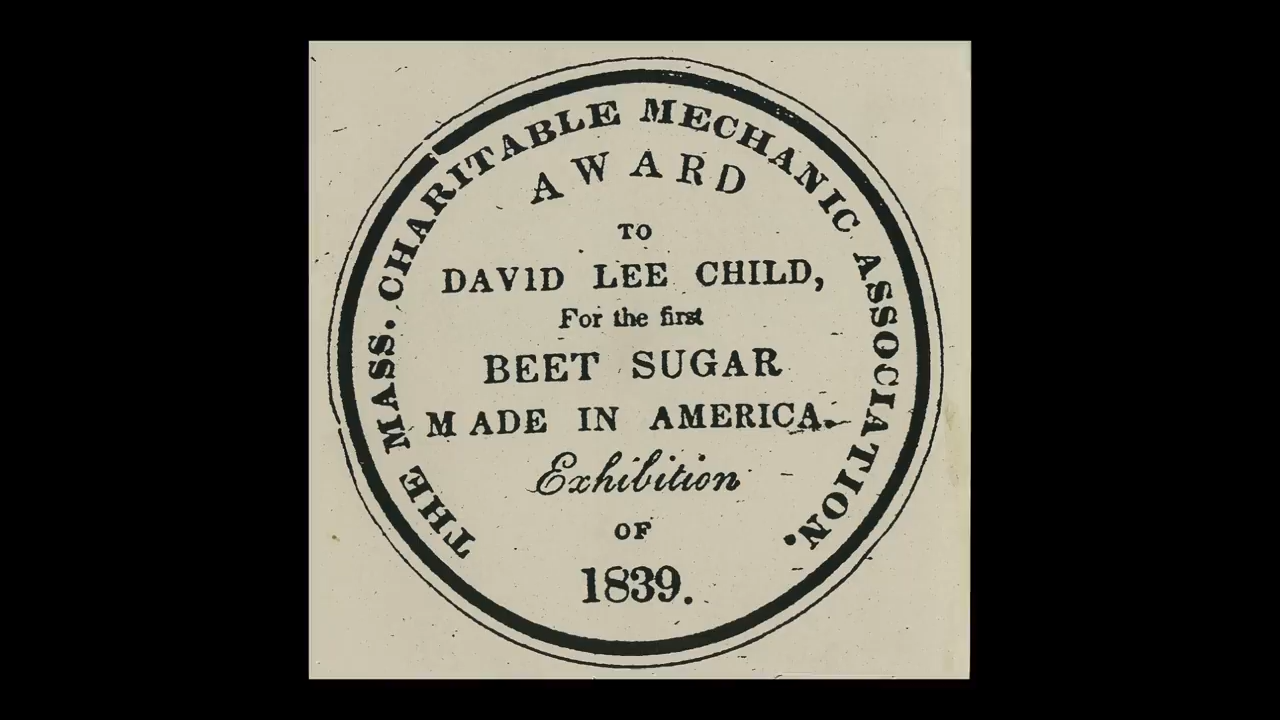 THE MASS. CHARITABLE MECHANIC ASSOCIATION.
AWARD
TO
DAVID LEE CHILD,
For the first
BEET SUGAR
MADE IN AMERICA.
Exhibition
OF
1839.